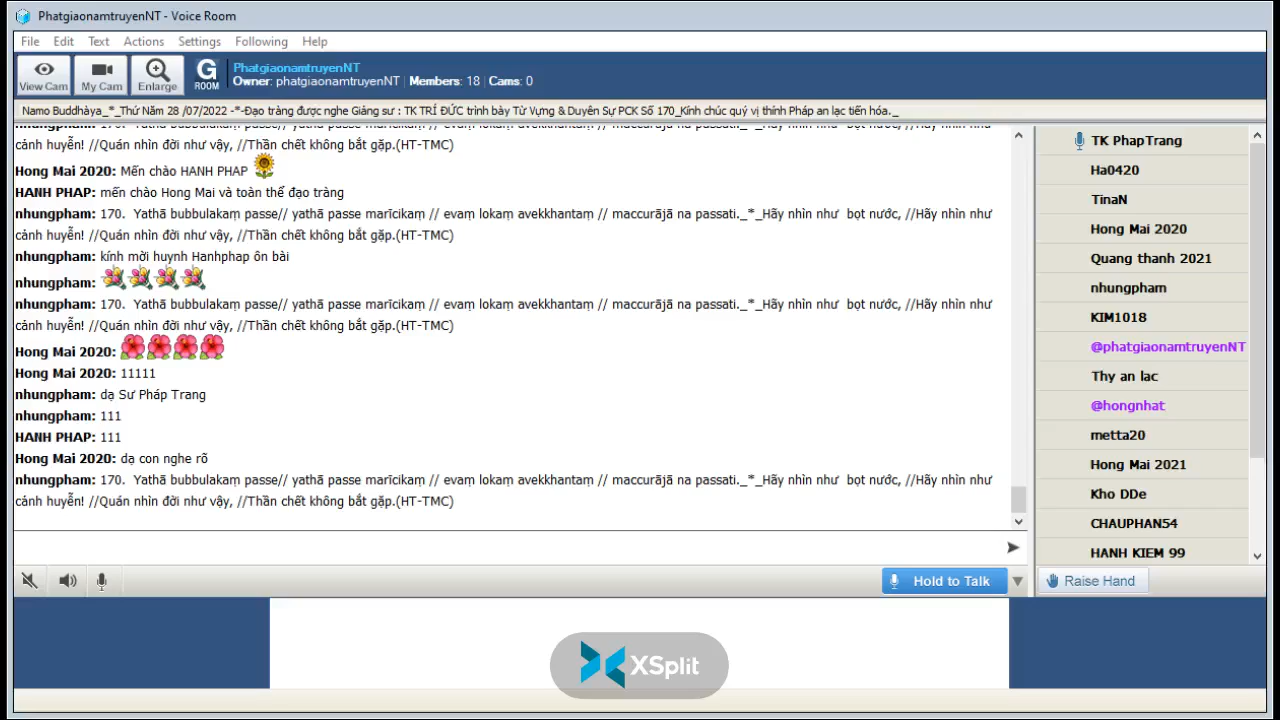 PhatgiaonamtruyenNT - Voice Room
File Edit Text Actions Settings Following Help
View Cam
My Cam
Enlarge
G ROOM
PhatgiaonamtruyenNT
Owner: phatgiaonamtruyenNT | Members: 18 | Cams: 0
Namo Buddhàya_*_Thứ Năm 28 /07/2022 -*-Đạo tràng được nghe Giảng sư : TK TRÍ ĐỨC trình bày Từ Vựng & Duyên Sự PCK Số 170_Kính chúc quý vị thính Pháp an lạc tiến hóa._
cảnh huyễn! //Quán nhìn đời như vậy, //Thần chết không bắt gặp.(HT-TMC)
Hong Mai 2020: Mến chào HANH PHAP
HANH PHAP: mến chào Hong Mai và toàn thể đạo tràng
nhungpham: 170. Yathā bubbulakaṃ passe// yathā passe marīcikaṃ // evaṃ lokaṃ avekkhantaṃ // maccurājā na passati._*_Hãy nhìn như bọt nước, //Hãy nhìn như
cảnh huyễn! //Quán nhìn đời như vậy, //Thần chết không bắt gặp.(HT-TMC)
nhungpham: kính mời huynh Hanhphap ôn bài
nhungpham:
nhungpham: 170. Yathā bubbulakaṃ passe// yathā passe marīcikaṃ // evaṃ lokaṃ avekkhantaṃ // maccurājā na passati._*_Hãy nhìn như bọt nước, //Hãy nhìn như
cảnh huyễn! //Quán nhìn đời như vậy, //Thần chết không bắt gặp.(HT-TMC)
Hong Mai 2020:
Hong Mai 2020: 11111
nhungpham: dạ Sư Pháp Trang
nhungpham: 111
HANH PHAP: 111
Hong Mai 2020: dạ con nghe rõ
nhungpham: 170. Yathā bubbulakaṃ passe// yathā passe marīcikaṃ // evaṃ lokaṃ avekkhantaṃ // maccurājā na passati._*_Hãy nhìn như bọt nước, //Hãy nhìn như
cảnh huyễn! //Quán nhìn đời như vậy, //Thần chết không bắt gặp.(HT-TMC)
TK PhapTrang
Ha0420
TinaN
Hong Mai 2020
Quang thanh 2021
nhungpham
KIM1018
@phatgiaonamtruyenNT
Thy an lac
@hongnhat
metta20
Hong Mai 2021
Kho DDe
CHAUPHAN54
HANH KIEM 99
Hold to Talk
Raise Hand
XSplit